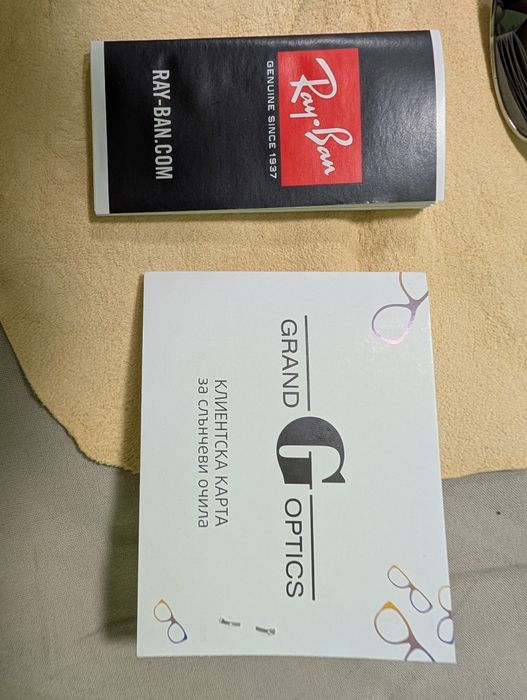 Ray-Ban
GENUINE SINCE 1937
RAY-BAN.COM
GRAND G OPTICS
КЛИЕНТСКА КАРТА
за слънчеви очила